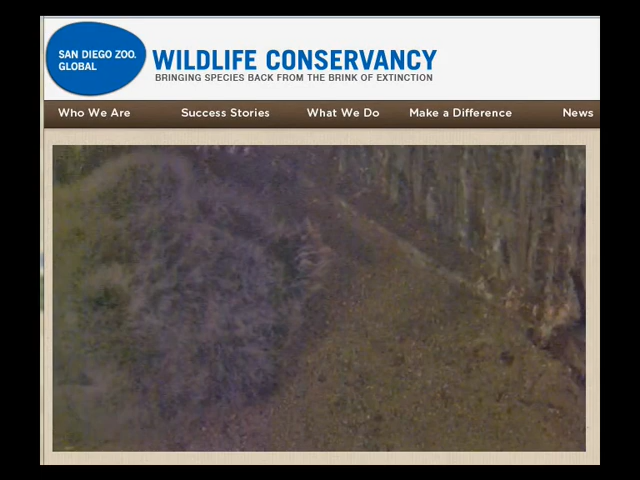 SAN DIEGO ZOO.
GLOBAL
WILDLIFE CONSERVANCY
BRINGING SPECIES BACK FROM THE BRINK OF EXTINCTION
Who We Are Success Stories What We Do Make a Difference News